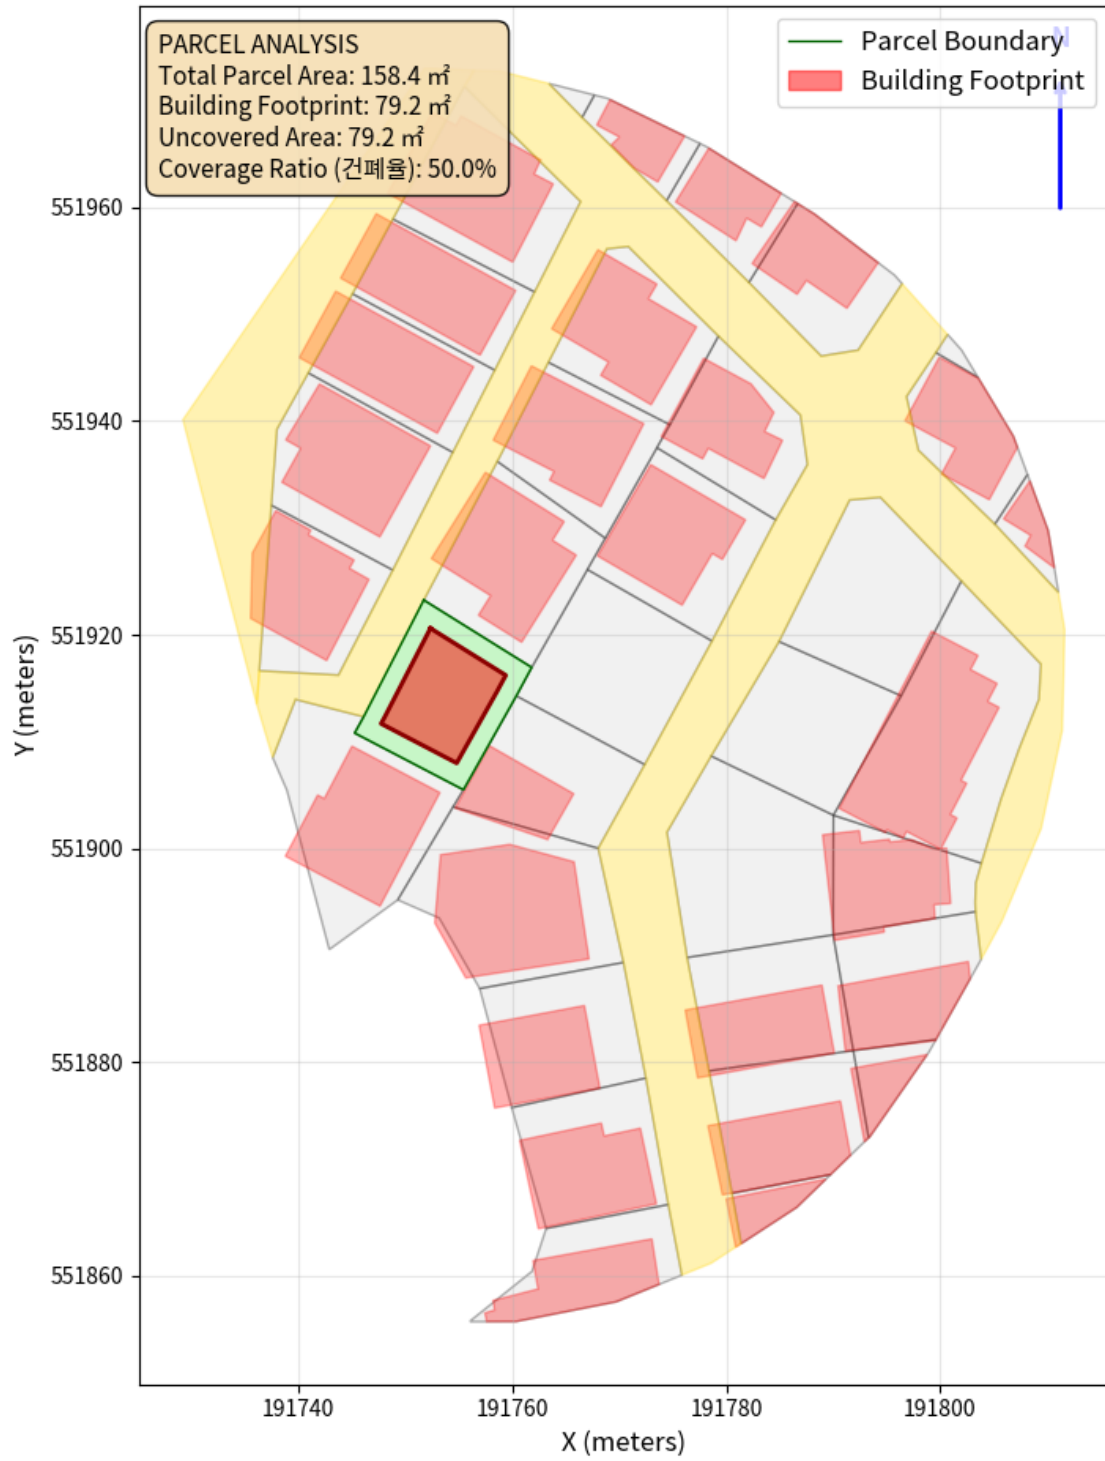 PARCEL ANALYSIS
Total Parcel Area: 158.4 ㎡
Building Footprint: 79.2 ㎡
Uncovered Area: 79.2 ㎡
Coverage Ratio (건폐율): 50.0%
Parcel Boundary
Building Footprint
N
551960
551940
551920
551900
551880
551860
Y (meters)
191740
191760
191780
191800
X (meters)